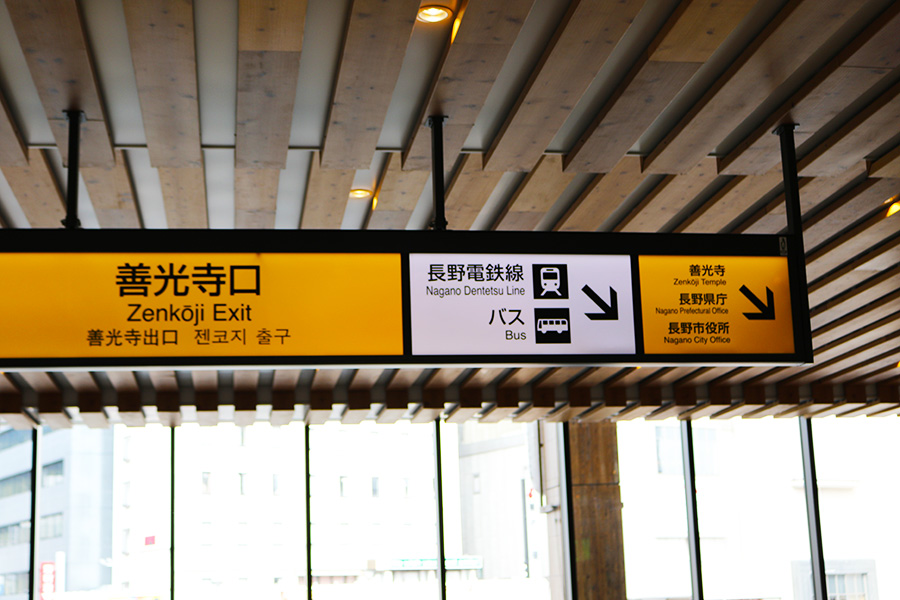 善光寺口
Zenkōji Exit
善光寺出口 젠코지 출구
長野電鉄線
Nagano Dentetsu Line
バス
Bus
善光寺
Zenkōji Temple
長野県庁
Nagano Prefectural Office
長野市役所
Nagano City Office